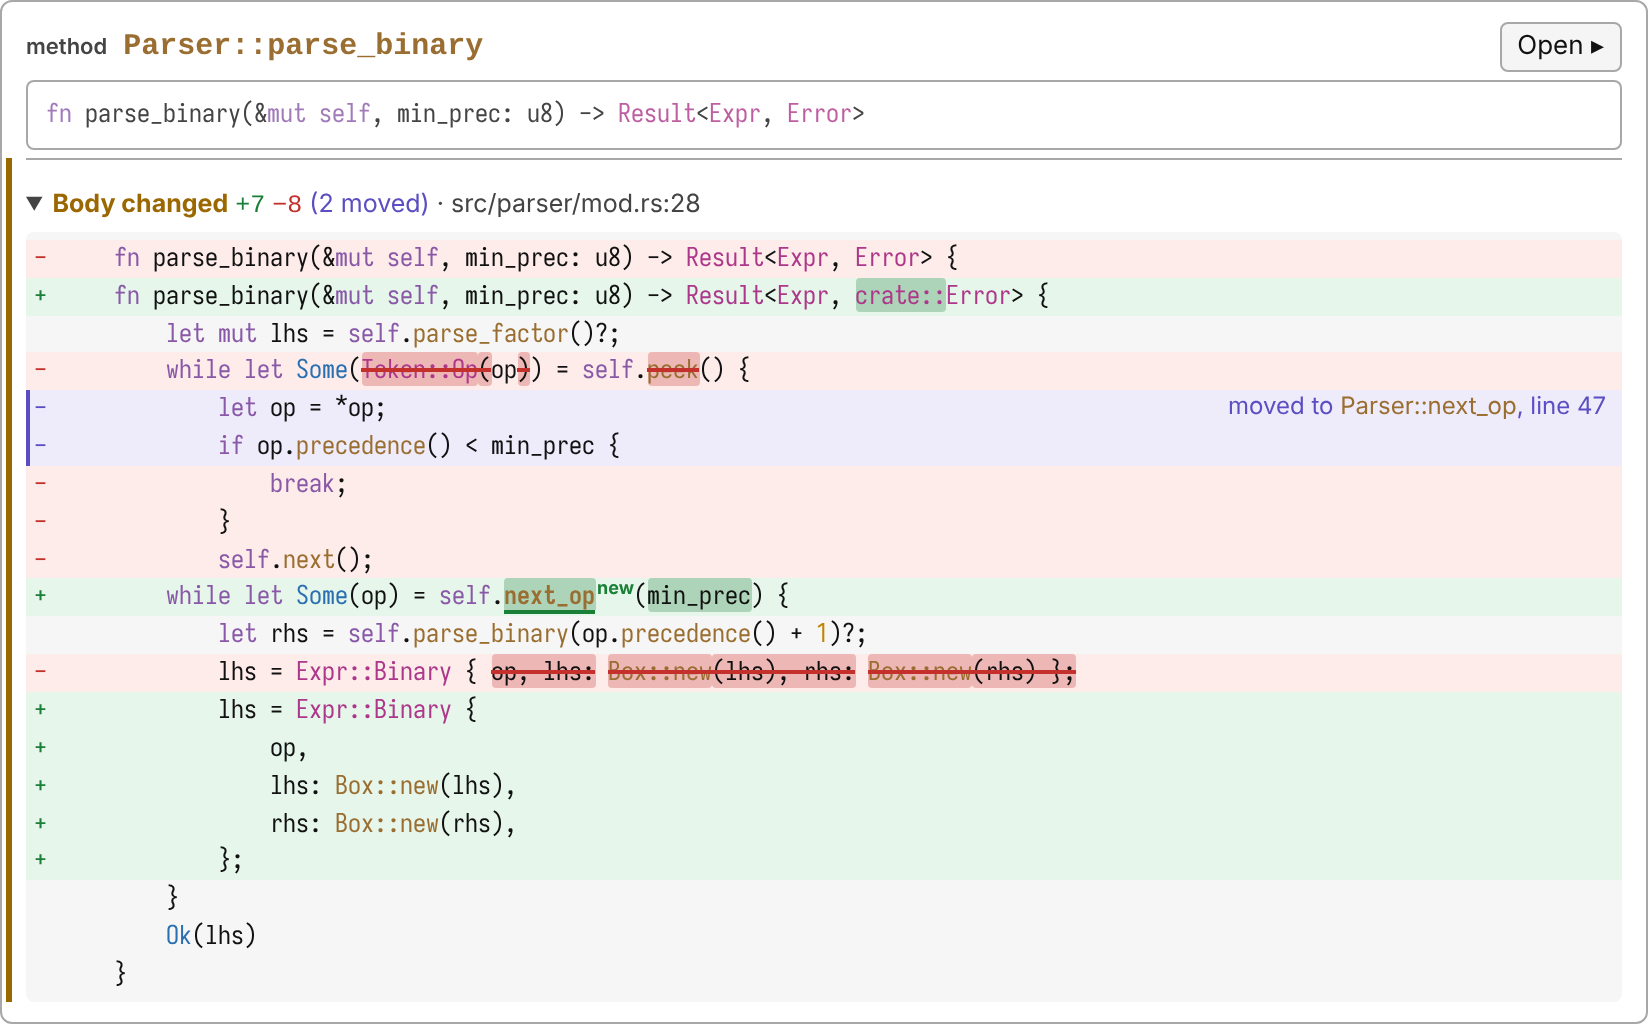 method Parser::parse_binary
Open ▸
fn parse_binary(&mut self, min_prec: u8) -> Result<Expr, Error>
▼ Body changed +7 −8 (2 moved) · src/parser/mod.rs:28
− fn parse_binary(&mut self, min_prec: u8) -> Result<Expr, Error> {
+ fn parse_binary(&mut self, min_prec: u8) -> Result<Expr, crate::Error> {
let mut lhs = self.parse_factor()?;
− while let Some(Token::Op(op)) = self.peek() {
− let op = *op; moved to Parser::next_op, line 47
− if op.precedence() < min_prec {
− break;
− }
− self.next();
+ while let Some(op) = self.next_op new(min_prec) {
let rhs = self.parse_binary(op.precedence() + 1)?;
− lhs = Expr::Binary { op, lhs: Box::new(lhs), rhs: Box::new(rhs) };
+ lhs = Expr::Binary {
+ op,
+ lhs: Box::new(lhs),
+ rhs: Box::new(rhs),
+ };
}
Ok(lhs)
}